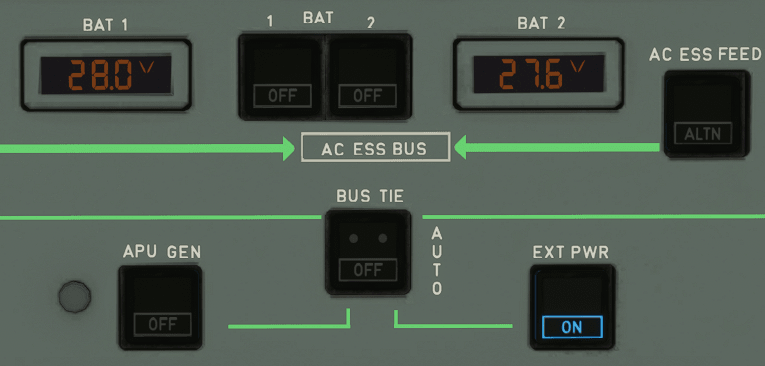 BAT 1
1 BAT 2
BAT 2
AC ESS FEED
28.0 V
OFF
OFF
27.6 V
ALTN
AC ESS BUS
BUS TIE
OFF
AUTO
APU GEN
OFF
EXT PWR
ON